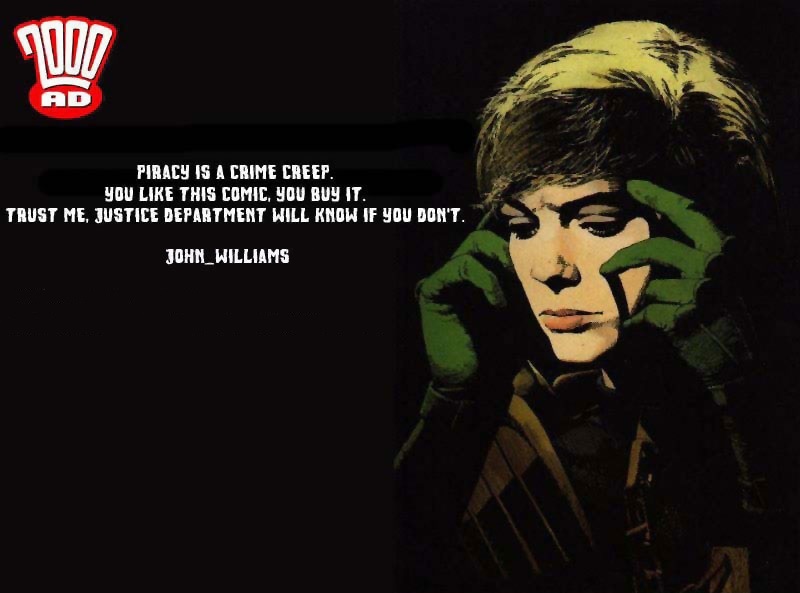 2000
AD
PIRACY IS A CRIME CREEP.
YOU LIKE THIS COMIC, YOU BUY IT.
TRUST ME, JUSTICE DEPARTMENT WILL KNOW IF YOU DON'T.
JOHN_WILLIAMS